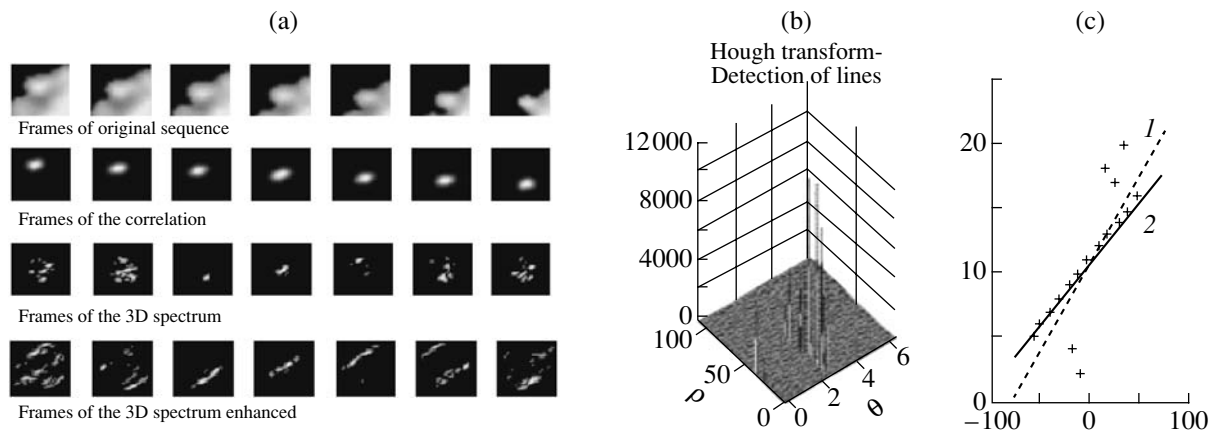 (a)
Frames of original sequence
Frames of the correlation
Frames of the 3D spectrum
Frames of the 3D spectrum enhanced
(b)
Hough transform-
Detection of lines
12000
8000
4000
0
100
50
0
ρ
0
2
4
6
θ
(c)
20
10
0
1
2
−100
0
100